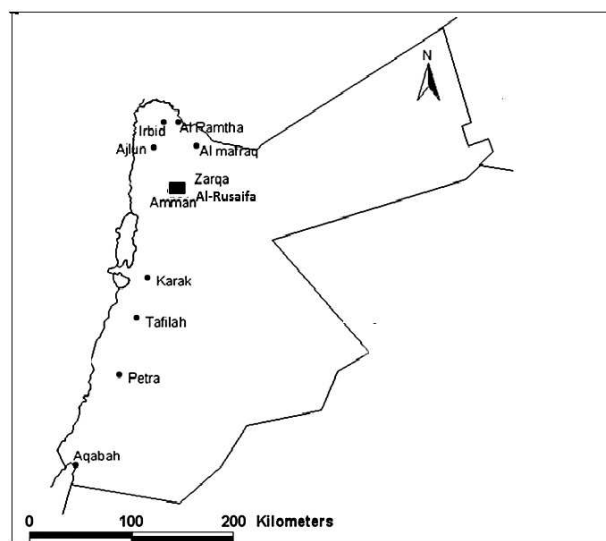 N
Irbid
Al Ramtha
Ajlun
Al mafraq
Zarqa
Amman
Al-Rusaifa
Karak
Tafilah
Petra
Aqabah
0 100 200 Kilometers